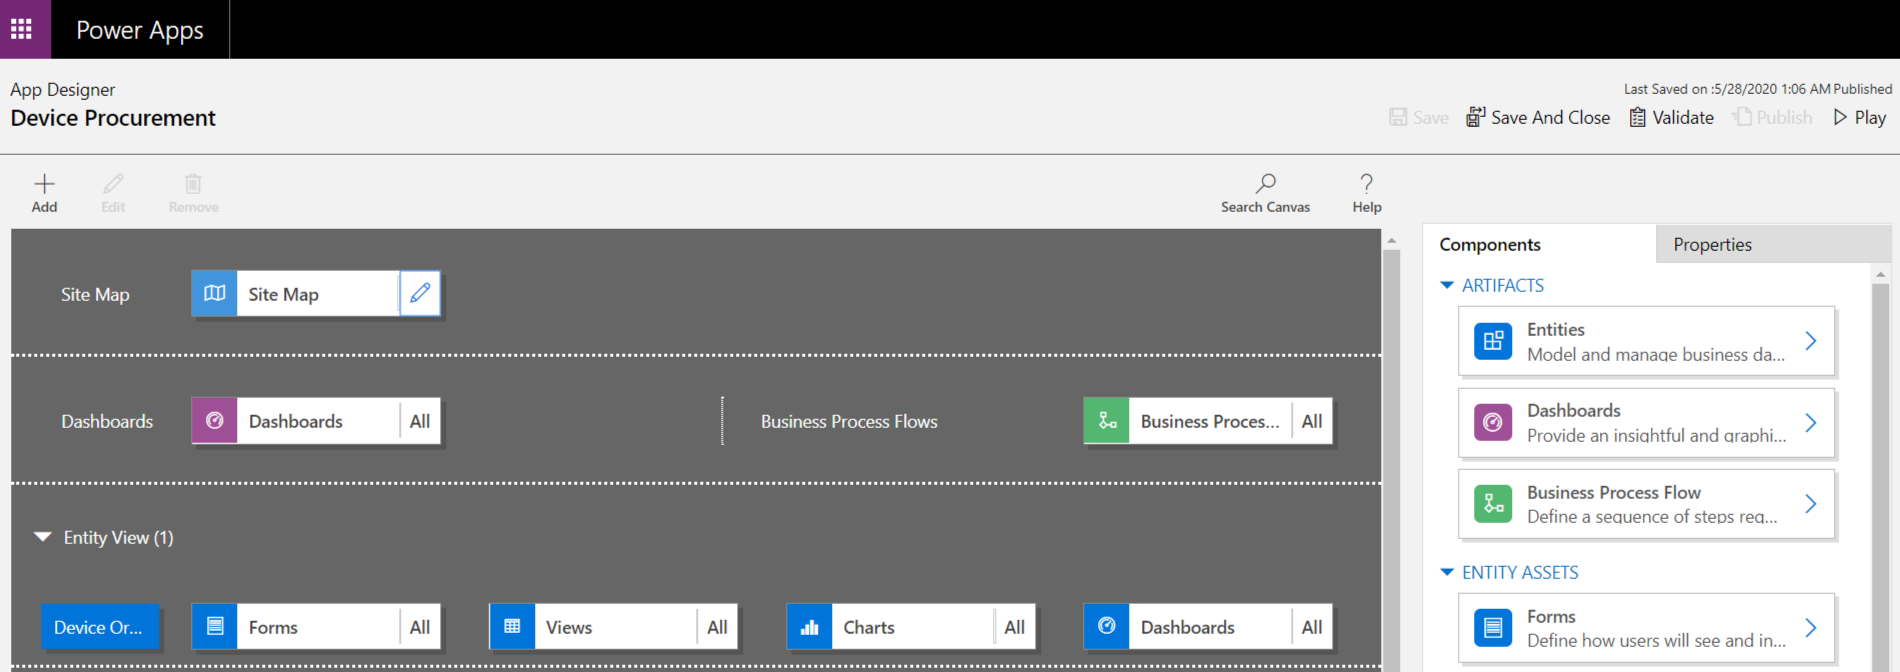 Power Apps
App Designer
Device Procurement
Last Saved on :5/28/2020 1:06 AM Published
Save
Save And Close
Validate
Publish
Play
Add
Edit
Remove
Search Canvas
Help
Site Map
Site Map
Dashboards
Dashboards
All
Business Process Flows
Business Proces...
All
Entity View (1)
Device Or...
Forms
All
Views
All
Charts
All
Dashboards
All
Components
Properties
ARTIFACTS
Entities
Model and manage business da...
Dashboards
Provide an insightful and graphi...
Business Process Flow
Define a sequence of steps req...
ENTITY ASSETS
Forms
Define how users will see and in...